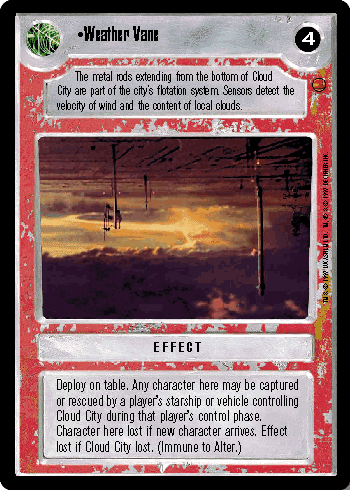 •Weather Vane
4
The metal rods extending from the bottom of Cloud
City are part of the city's flotation system. Sensors detect the
velocity of wind and the content of local clouds.
EFFECT
Deploy on table. Any character here may be captured
or rescued by a player's starship or vehicle controlling
Cloud City during that player's control phase.
Character here lost if new character arrives. Effect
lost if Cloud City lost. (Immune to Alter.)